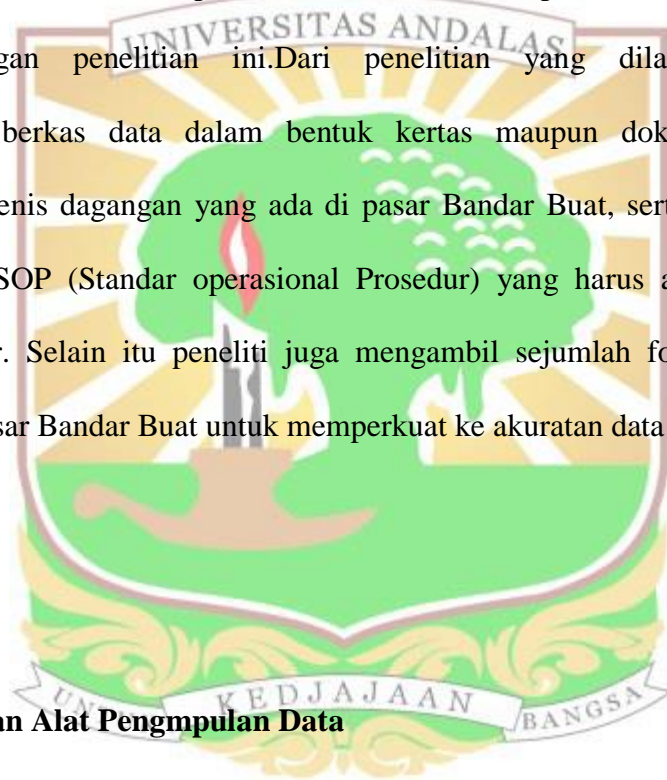 UNIVERSITAS ANDALAS
gan penelitian ini.Dari penelitian yang dila
berkas data dalam bentuk kertas maupun dok
enis dagangan yang ada di pasar Bandar Buat, sert
SOP (Standar operasional Prosedur) yang harus a
. Selain itu peneliti juga mengambil sejumlah fo
sar Bandar Buat untuk memperkuat ke akuratan data
KEDJAJAAN BANGSA
an Alat Pengmpulan Data